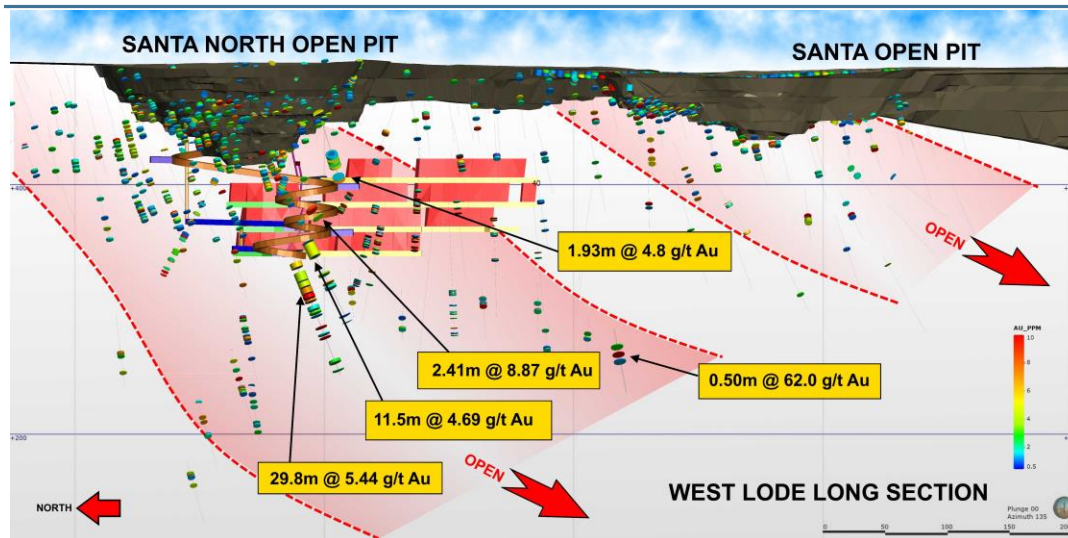 SANTA NORTH OPEN PIT
SANTA OPEN PIT
+400
40
OPEN
1.93m @ 4.8 g/t Au
AU_PPM
10
8
6
4
2
0.5
2.41m @ 8.87 g/t Au
0.50m @ 62.0 g/t Au
11.5m @ 4.69 g/t Au
+200
29.8m @ 5.44 g/t Au
OPEN
WEST LODE LONG SECTION
NORTH
Plunge 00
Azimuth 135
0 50 100 150 200